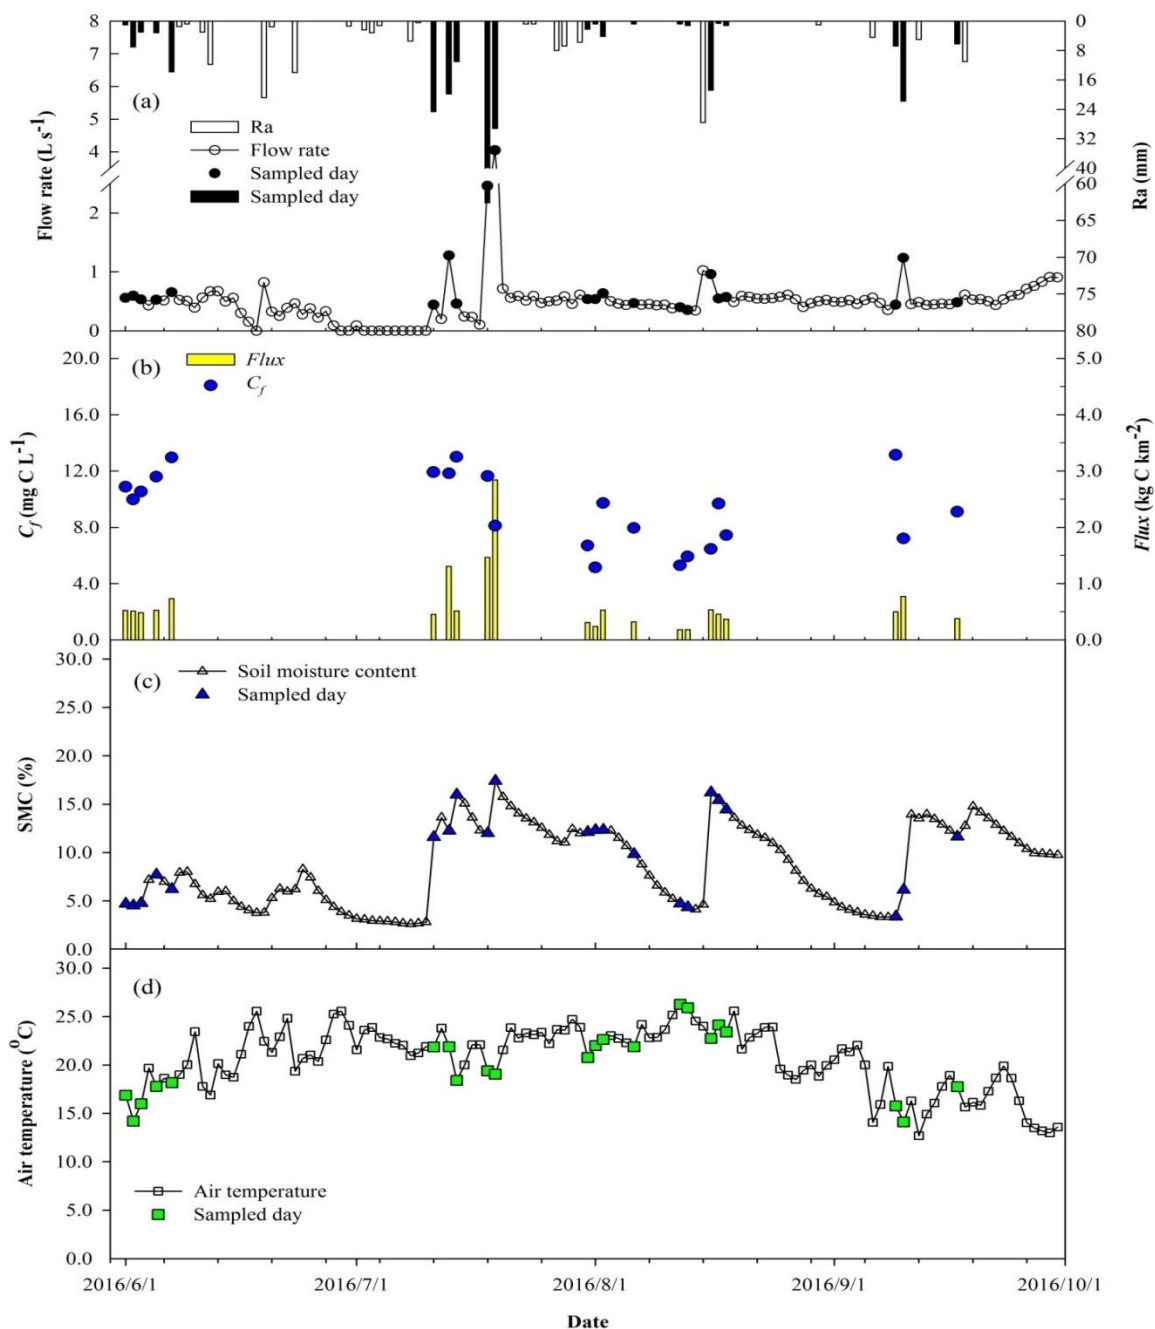 8
7
6
5
4
2
1
0
Flow rate (L s⁻¹)
(a)
Ra
Flow rate
Sampled day
Sampled day
0
8
16
24
32
40
60
65
70
75
80
Ra (mm)
20.0
16.0
12.0
8.0
4.0
0.0
C_f (mg C L⁻¹)
(b)
Flux
C_f
5.0
4.0
3.0
2.0
1.0
0.0
Flux (kg C km⁻²)
30.0
25.0
20.0
15.0
10.0
5.0
0.0
SMC (%)
(c)
Soil moisture content
Sampled day
30.0
25.0
20.0
15.0
10.0
5.0
0.0
Air temperature (⁰C)
(d)
Air temperature
Sampled day
2016/6/1 2016/7/1 2016/8/1 2016/9/1 2016/10/1
Date